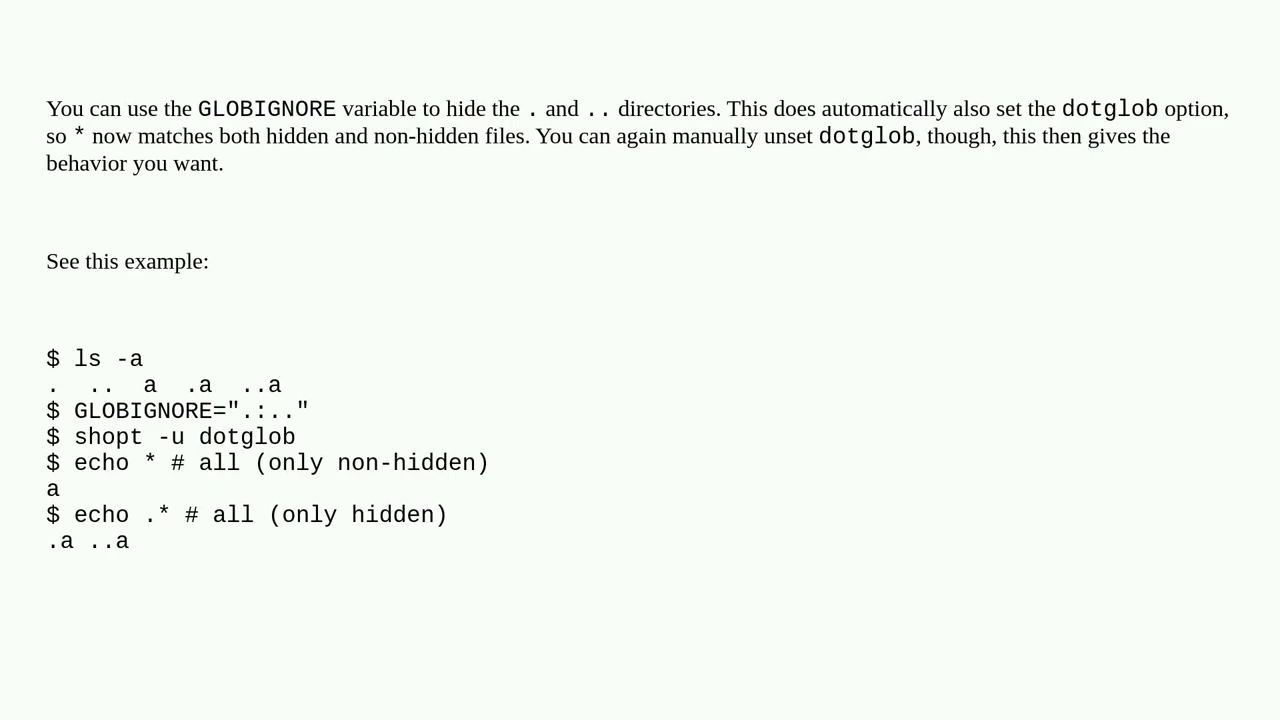 You can use the GLOBIGNORE variable to hide the . and .. directories. This does automatically also set the dotglob option,
so * now matches both hidden and non-hidden files. You can again manually unset dotglob, though, this then gives the
behavior you want.
See this example:
$ ls -a
.  ..  a  .a  ..a
$ GLOBIGNORE=".:.."
$ shopt -u dotglob
$ echo * # all (only non-hidden)
a
$ echo .* # all (only hidden)
.a ..a